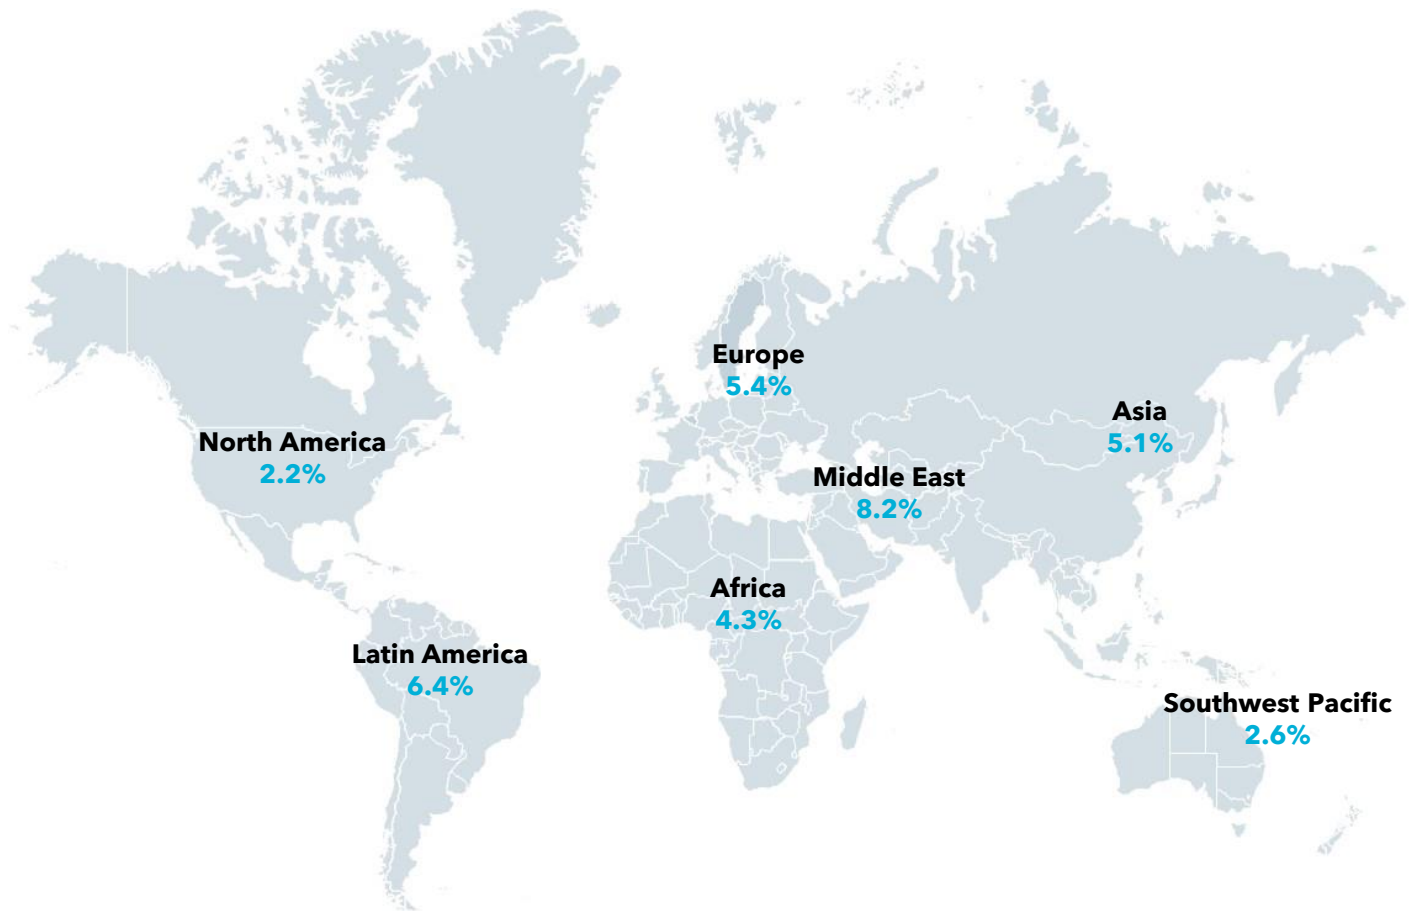 Europe
5.4%
Asia
5.1%
North America
2.2%
Middle East
8.2%
Africa
4.3%
Latin America
6.4%
Southwest Pacific
2.6%